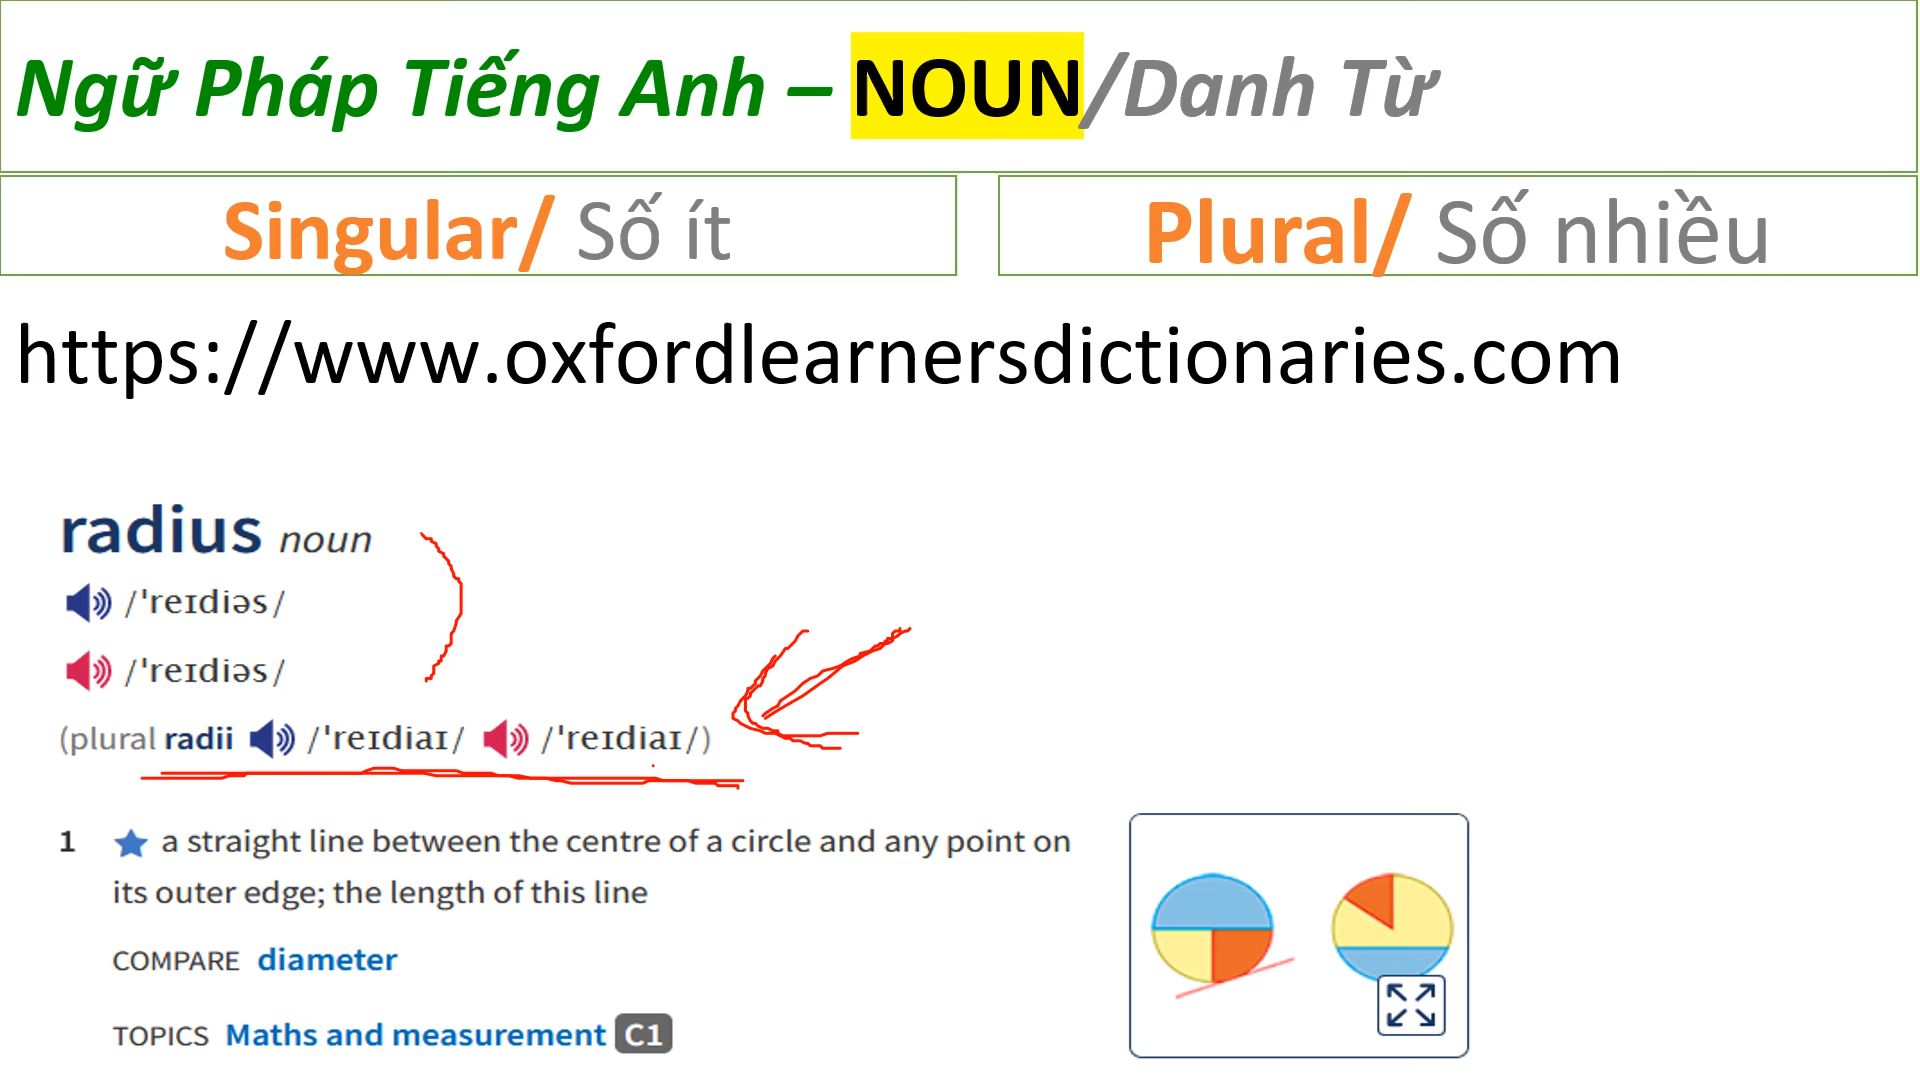 Ngữ Pháp Tiếng Anh – NOUN/Danh Từ
Singular/ Số ít
Plural/ Số nhiều
https://www.oxfordlearnersdictionaries.com
radius noun
/ˈreɪdiəs/
/ˈreɪdiəs/
(plural radii /ˈreɪdiaɪ/ /ˈreɪdiaɪ/)
1 a straight line between the centre of a circle and any point on
its outer edge; the length of this line
COMPARE diameter
TOPICS Maths and measurement C1